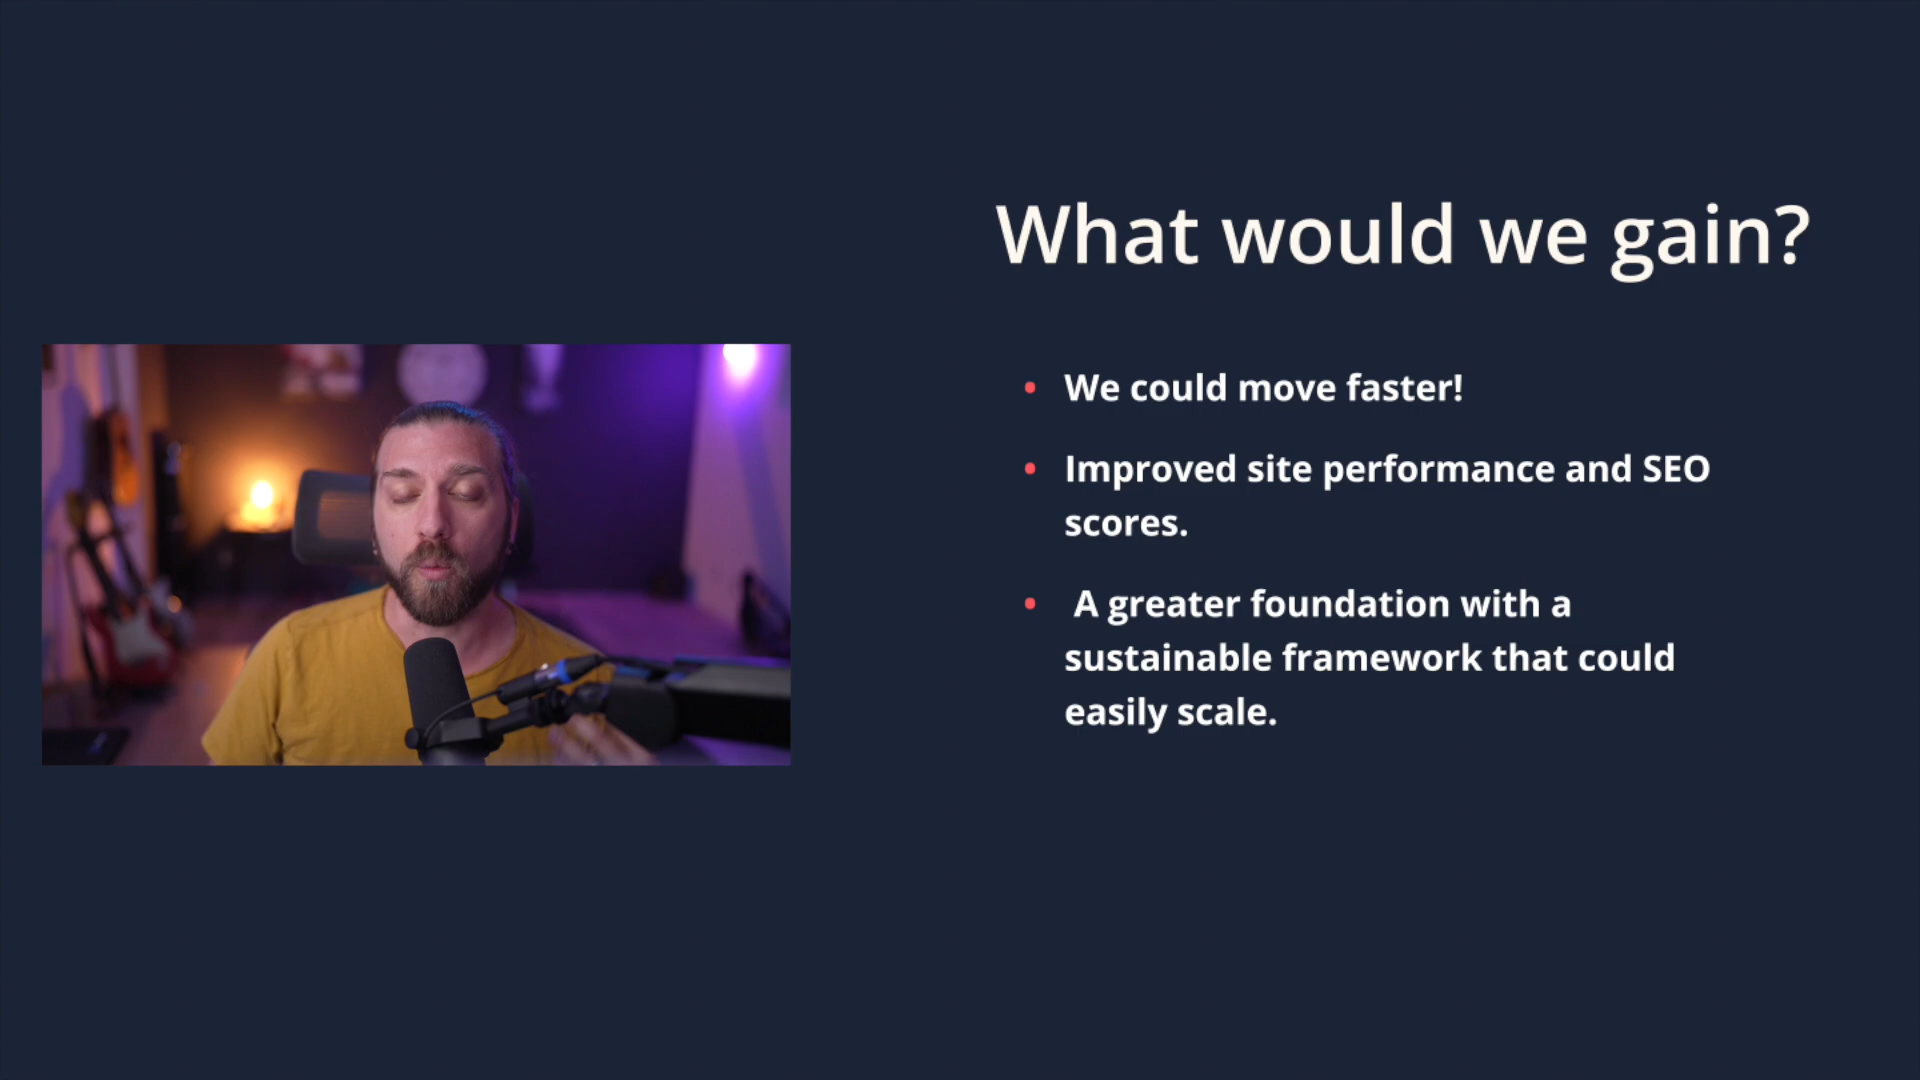 What would we gain?
• We could move faster!
• Improved site performance and SEO
scores.
• A greater foundation with a
sustainable framework that could
easily scale.